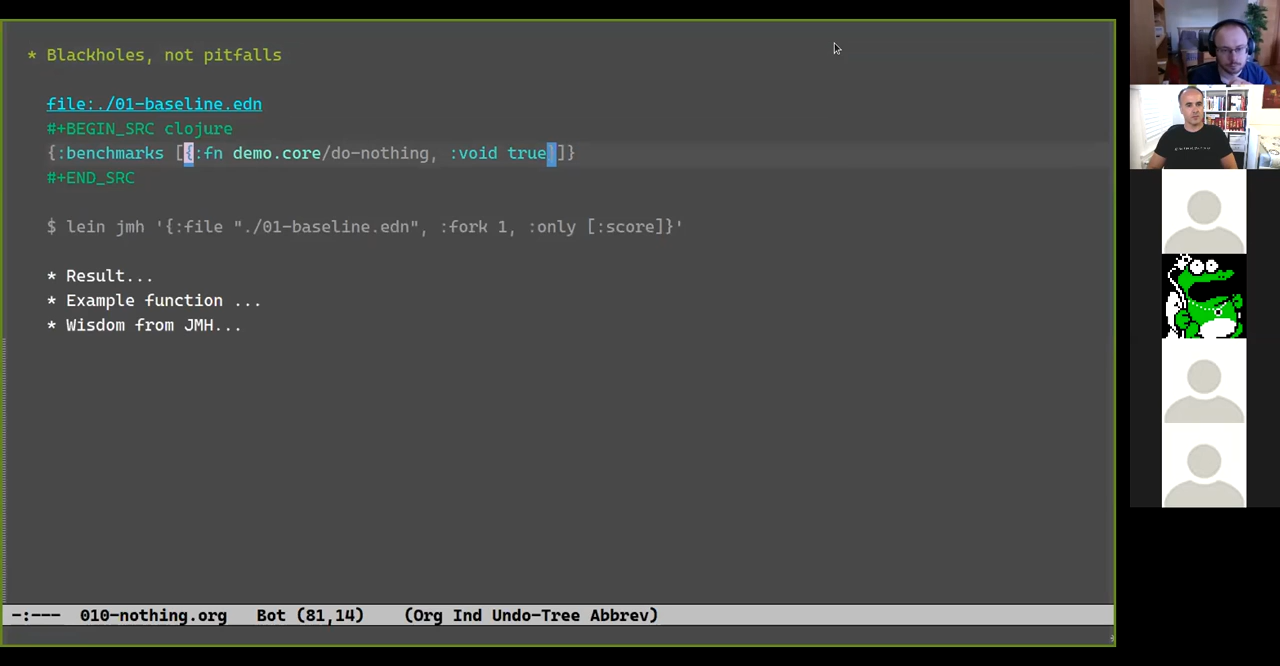 * Blackholes, not pitfalls
file:./01-baseline.edn
#+BEGIN_SRC clojure
{:benchmarks [{:fn demo.core/do-nothing, :void true}]}
#+END_SRC
$ lein jmh '{:file "./01-baseline.edn", :fork 1, :only [:score]}'
* Result...
* Example function ...
* Wisdom from JMH...
-:--- 010-nothing.org Bot (81,14) (Org Ind Undo-Tree Abbrev)